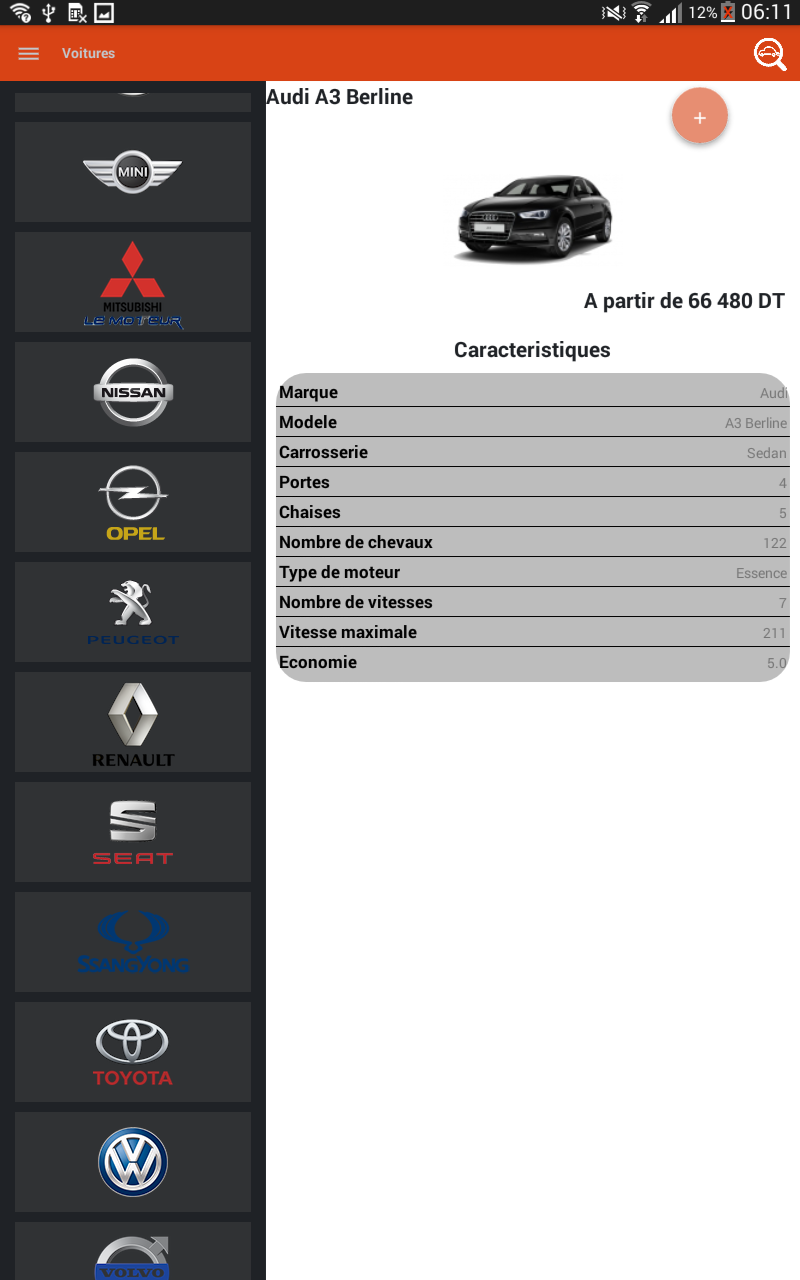 12% 06:11
Voitures
MINI
MITSUBISHI
LE MOTEUR
NISSAN
OPEL
PEUGEOT
RENAULT
SEAT
SSANGYONG
TOYOTA
VOLVO
Audi A3 Berline
+
A partir de 66 480 DT
Caracteristiques
Marque Audi
Modele A3 Berline
Carrosserie Sedan
Portes 4
Chaises 5
Nombre de chevaux 122
Type de moteur Essence
Nombre de vitesses 7
Vitesse maximale 211
Economie 5.0